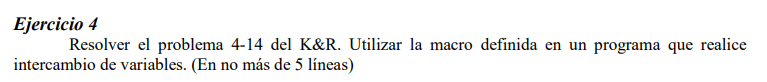 Ejercicio 4
Resolver el problema 4-14 del K&R. Utilizar la macro definida en un programa que realice
intercambio de variables. (En no más de 5 líneas)